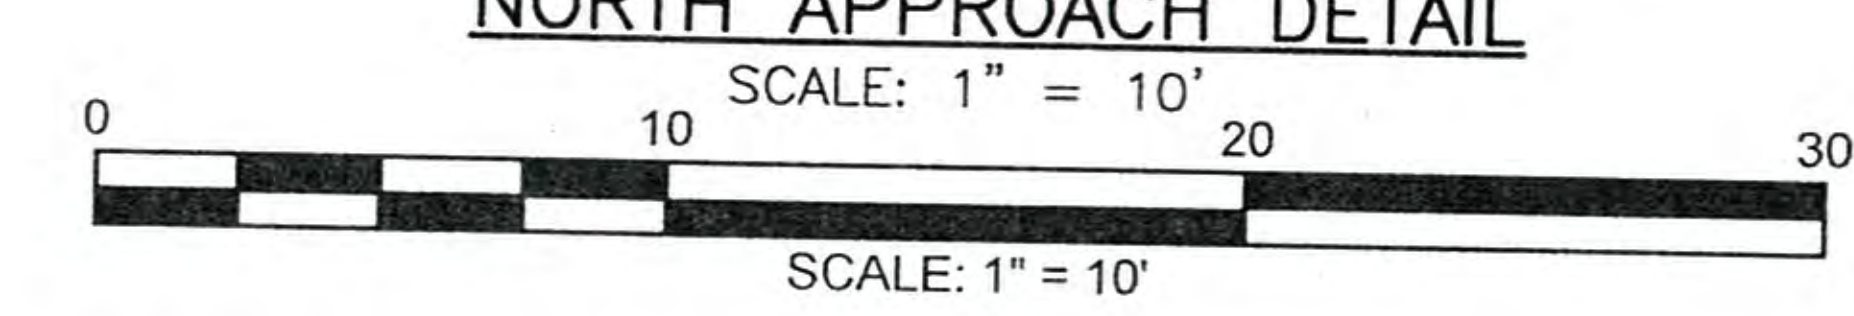 NORTH APPROACH DETAIL
SCALE: 1" = 10'
0 10 20 30
SCALE: 1" = 10'